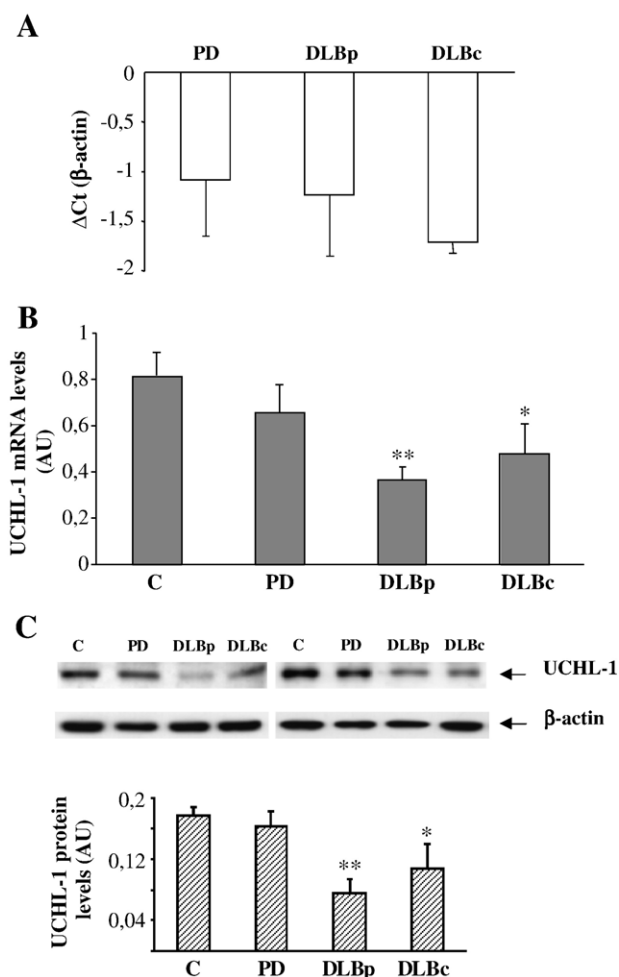 A
PD DLBp DLBc
0
-0,5
-1
-1,5
-2
ΔCt (β-actin)
B
1
0,8
0,6
0,4
0,2
0
UCHL-1 mRNA levels
(AU)
** *
C PD DLBp DLBc
C
C PD DLBp DLBc C PD DLBp DLBc
UCHL-1
β-actin
0,2
0,12
0,04
UCHL-1 protein
levels (AU)
** *
C PD DLBp DLBc